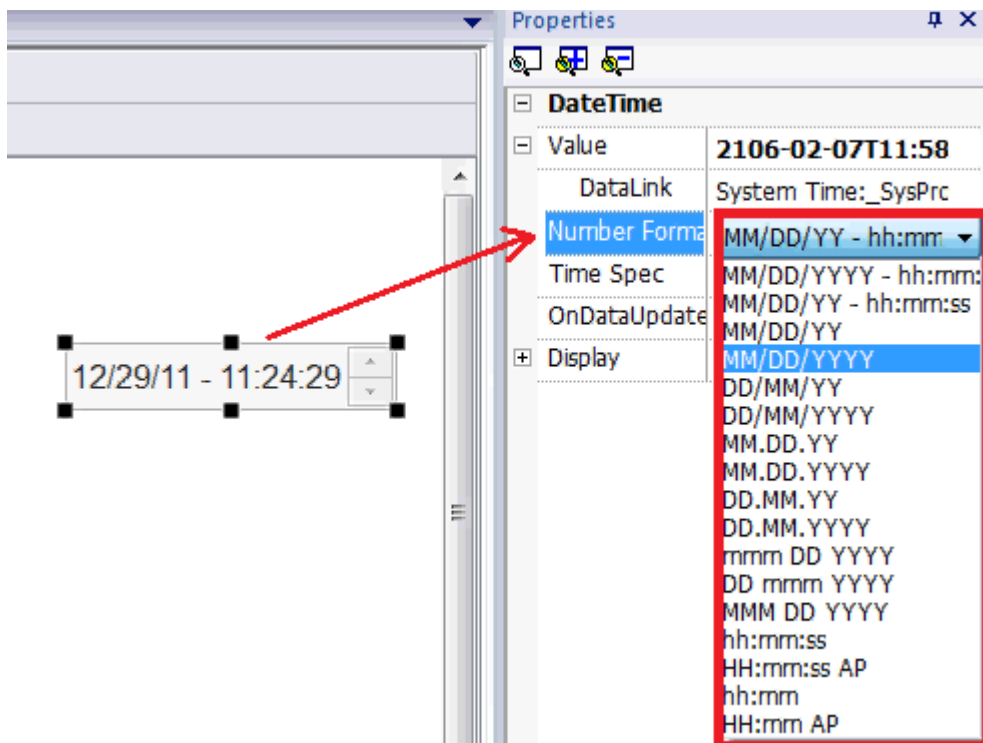 Properties
DateTime
Value 2106-02-07T11:58
DataLink System Time:_SysPrc
Number Forma MM/DD/YY - hh:mm
Time Spec
OnDataUpdate
Display
12/29/11 - 11:24:29
MM/DD/YYYY - hh:mm:
MM/DD/YY - hh:mm:ss
MM/DD/YY
MM/DD/YYYY
DD/MM/YY
DD/MM/YYYY
MM.DD.YY
MM.DD.YYYY
DD.MM.YY
DD.MM.YYYY
mmm DD YYYY
DD mmm YYYY
MMM DD YYYY
hh:mm:ss
HH:mm:ss AP
hh:mm
HH:mm AP